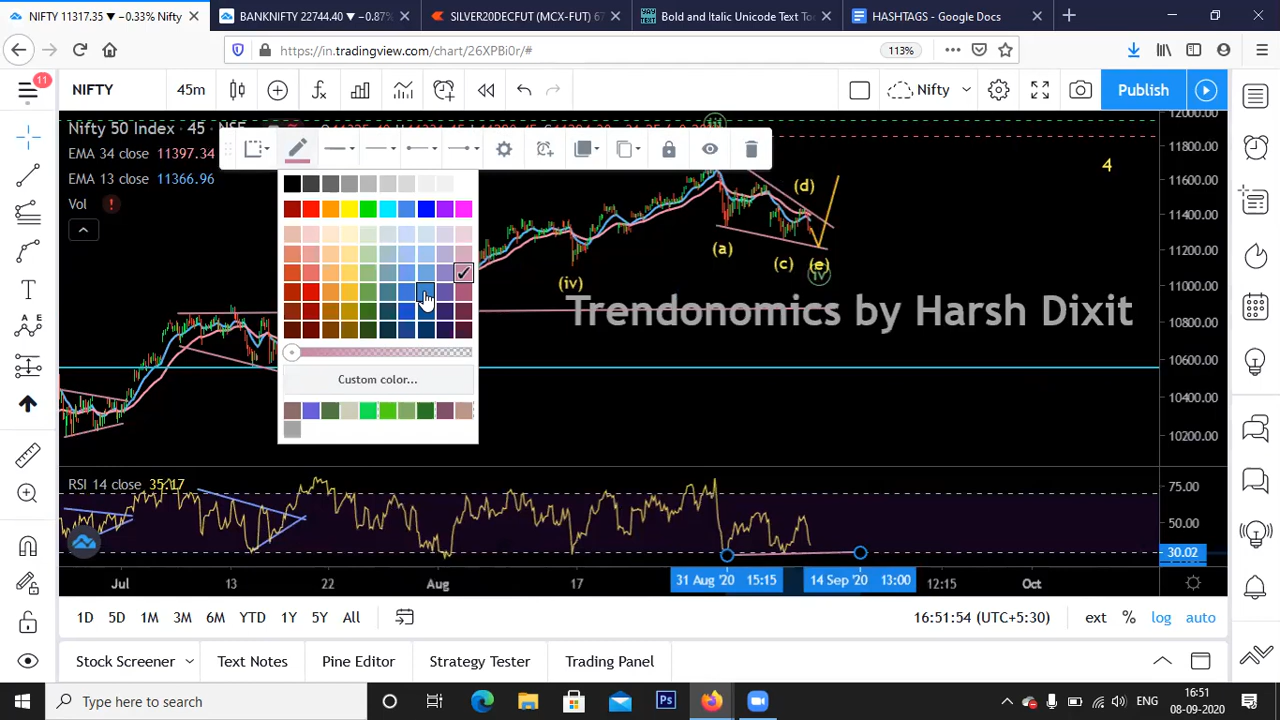 NIFTY 11317.35 ▼ −0.33% Nifty
BANKNIFTY 22744.40 ▼ −0.87%
SILVER20DECFUT (MCX-FUT) 67
Bold and Italic Unicode Text Too
HASHTAGS - Google Docs
https://in.tradingview.com/chart/26XPBi0r/#
113%
11
NIFTY
45m
Nifty
Publish
Nifty 50 Index · 45 · NSE
EMA 34 close 11397.34
EMA 13 close 11366.96
Vol
Custom color...
(iii)
(d)
(a)
(c)
(e)
iv
(iv)
4
Trendonomics by Harsh Dixit
12000.00
11800.00
11600.00
11400.00
11200.00
11000.00
10800.00
10600.00
10400.00
10200.00
RSI 14 close 35.17
75.00
50.00
30.02
Jul
13
22
Aug
17
31 Aug '20 15:15
14 Sep '20 13:00
12:15
Oct
1D
5D
1M
3M
6M
YTD
1Y
5Y
All
16:51:54 (UTC+5:30)
ext
%
log
auto
Stock Screener
Text Notes
Pine Editor
Strategy Tester
Trading Panel
Type here to search
ENG
16:51
08-09-2020